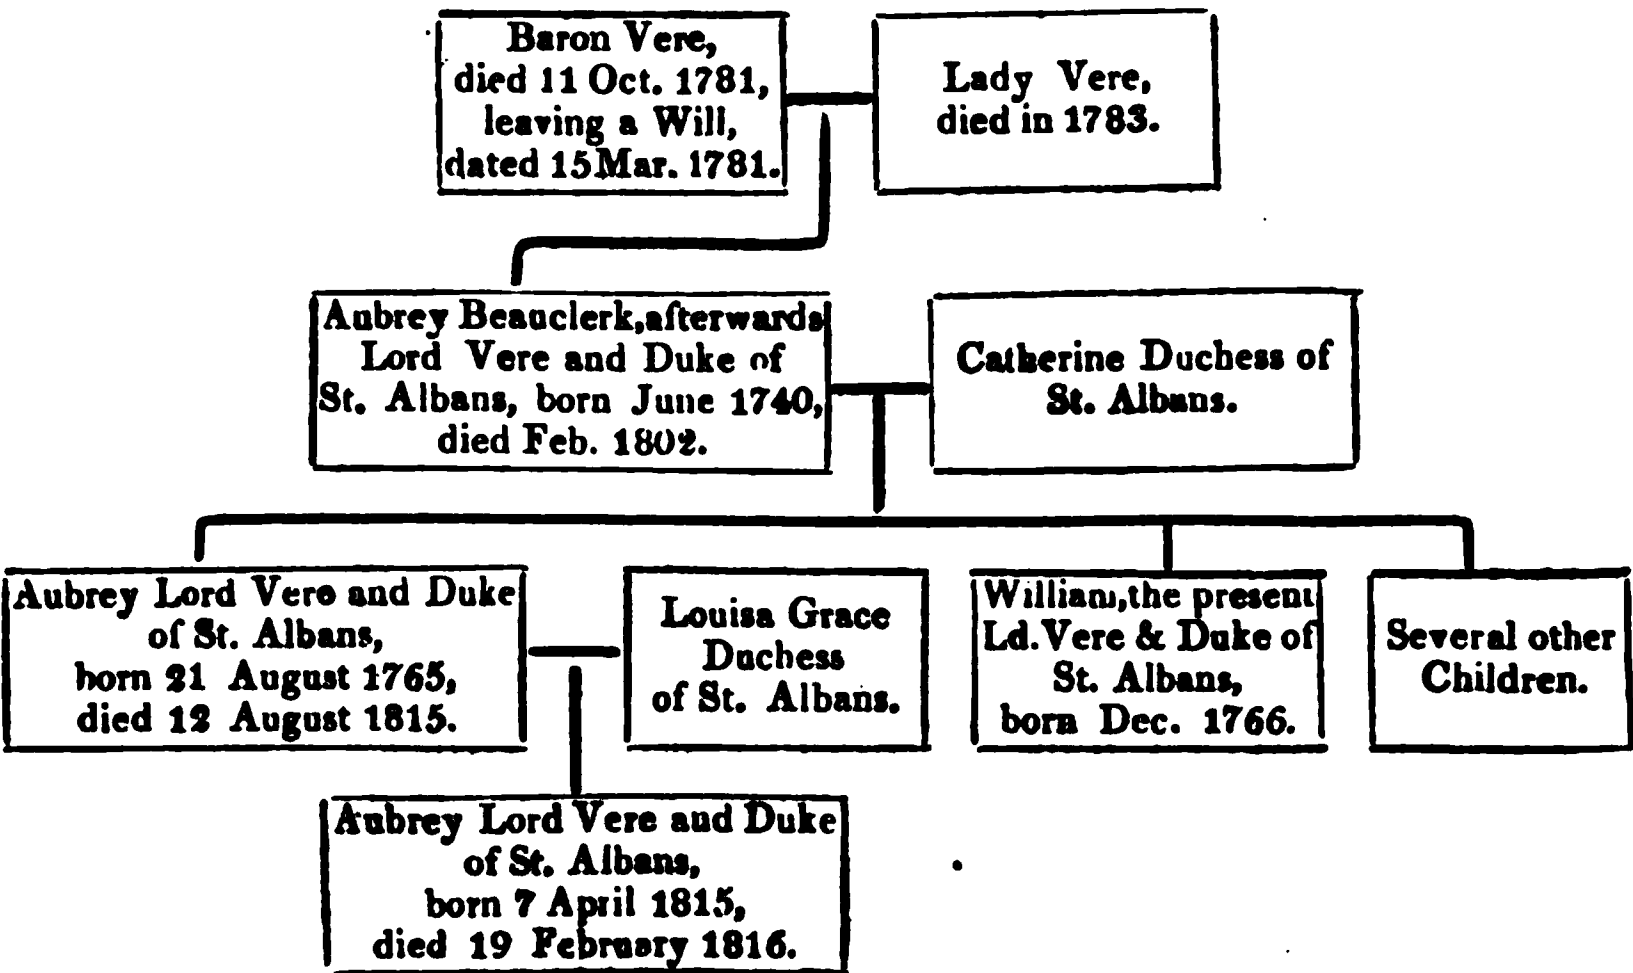 Baron Vere,
died 11 Oct. 1781,
leaving a Will,
dated 15 Mar. 1781.
Lady Vere,
died in 1783.
Aubrey Beauclerk, afterwards
Lord Vere and Duke of
St. Albans, born June 1740,
died Feb. 1802.
Catherine Duchess of
St. Albans.
Aubrey Lord Vere and Duke
of St. Albans,
born 21 August 1765,
died 12 August 1815.
Louisa Grace
Duchess
of St. Albans.
William, the present
Ld. Vere & Duke of
St. Albans,
born Dec. 1766.
Several other
Children.
Aubrey Lord Vere and Duke
of St. Albans,
born 7 April 1815,
died 19 February 1816.